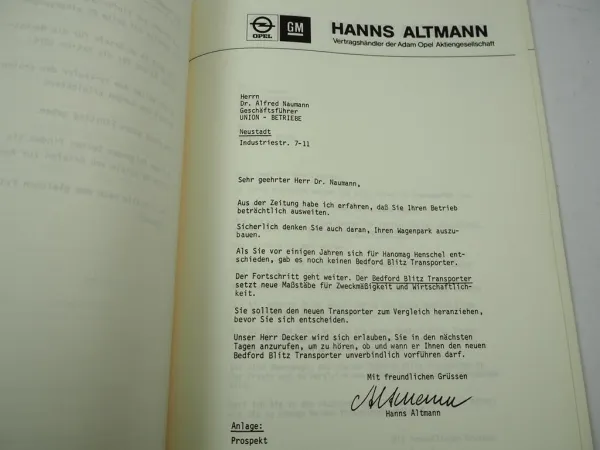 OPEL
GM
HANNS ALTMANN
Vertragshändler der Adam Opel Aktiengesellschaft
Herrn
Dr. Alfred Naumann
Geschäftsführer
UNION - BETRIEBE
Neustadt
Industriestr. 7-11
Sehr geehrter Herr Dr. Naumann,
Aus der Zeitung habe ich erfahren, daß Sie Ihren Betrieb
beträchtlich ausweiten.
Sicherlich denken Sie auch daran, Ihren Wagenpark auszu-
bauen.
Als Sie vor einigen Jahren sich für Hanomag Henschel ent-
schieden, gab es noch keinen Bedford Blitz Transporter.
Der Fortschritt geht weiter. Der Bedford Blitz Transporter
setzt neue Maßstäbe für Zweckmäßigkeit und Wirtschaftlich-
keit.
Sie sollten den neuen Transporter zum Vergleich heranziehen,
bevor Sie sich entscheiden.
Unser Herr Decker wird sich erlauben, Sie in den nächsten
Tagen anzurufen, um zu hören, ob und wann er Ihnen den neuen
Bedford Blitz Transporter unverbindlich vorführen darf.
Mit freundlichen Grüssen
Altmann
Hanns Altmann
Anlage:
Prospekt